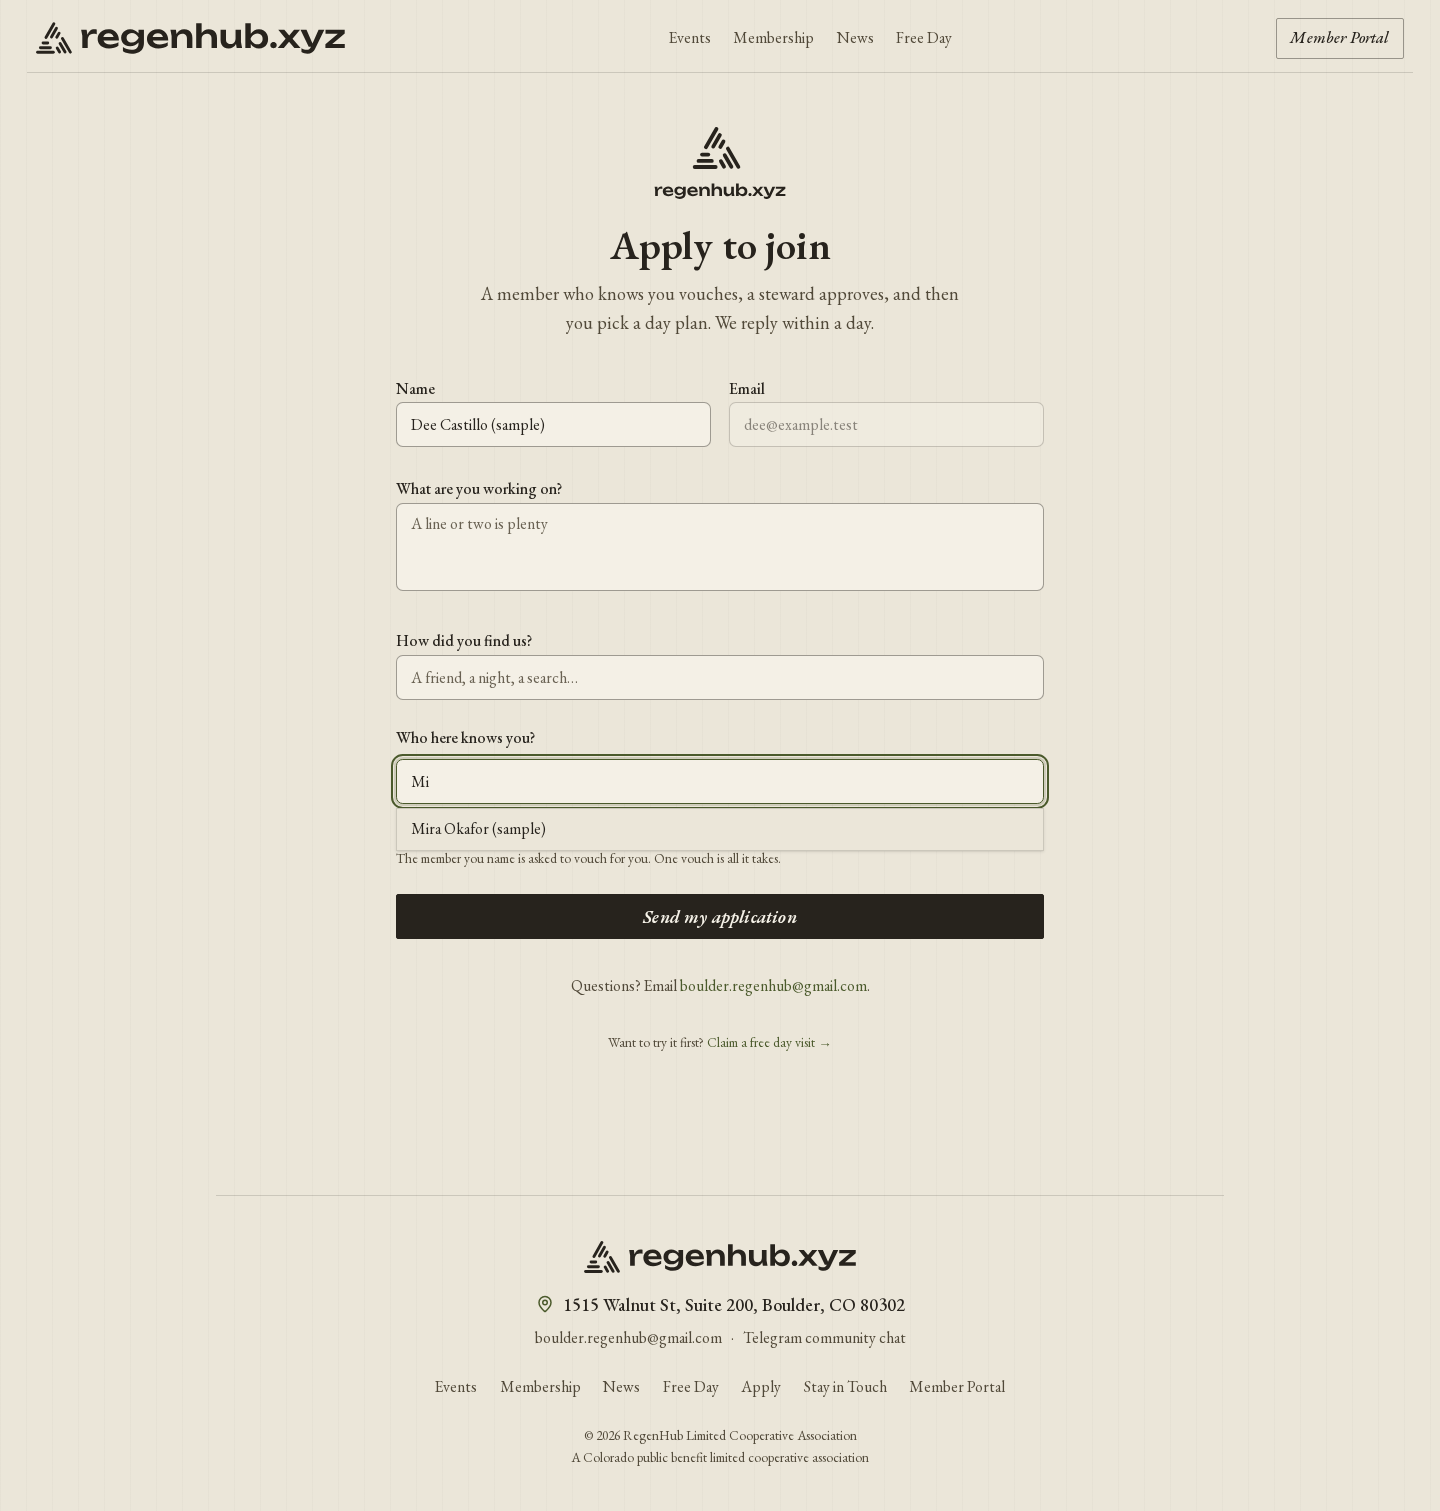 regenhub.xyz
Events Membership News Free Day
Member Portal
regenhub.xyz
Apply to join
A member who knows you vouches, a steward approves, and then
you pick a day plan. We reply within a day.
Name Email
Dee Castillo (sample) dee@example.test
What are you working on?
A line or two is plenty
How did you find us?
A friend, a night, a search…
Who here knows you?
Mi
Mira Okafor (sample)
The member you name is asked to vouch for you. One vouch is all it takes.
Send my application
Questions? Email boulder.regenhub@gmail.com.
Want to try it first? Claim a free day visit →
regenhub.xyz
1515 Walnut St, Suite 200, Boulder, CO 80302
boulder.regenhub@gmail.com · Telegram community chat
Events Membership News Free Day Apply Stay in Touch Member Portal
© 2026 RegenHub Limited Cooperative Association
A Colorado public benefit limited cooperative association